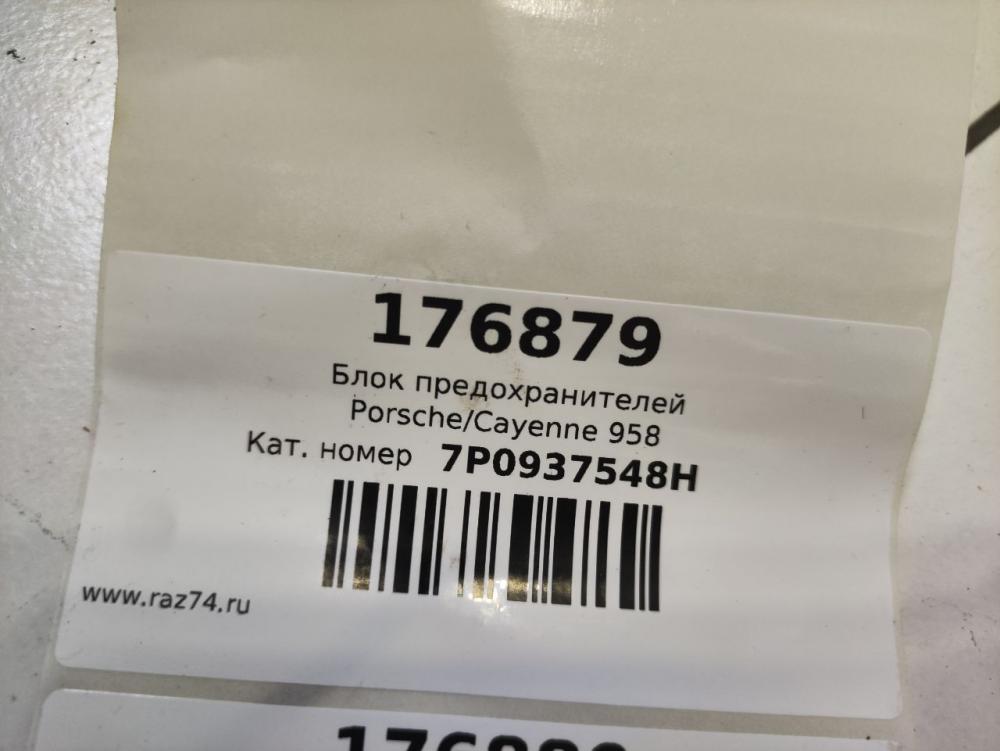 176879
Блок предохранителей
Porsche/Cayenne 958
Кат. номер 7P0937548H
www.raz74.ru